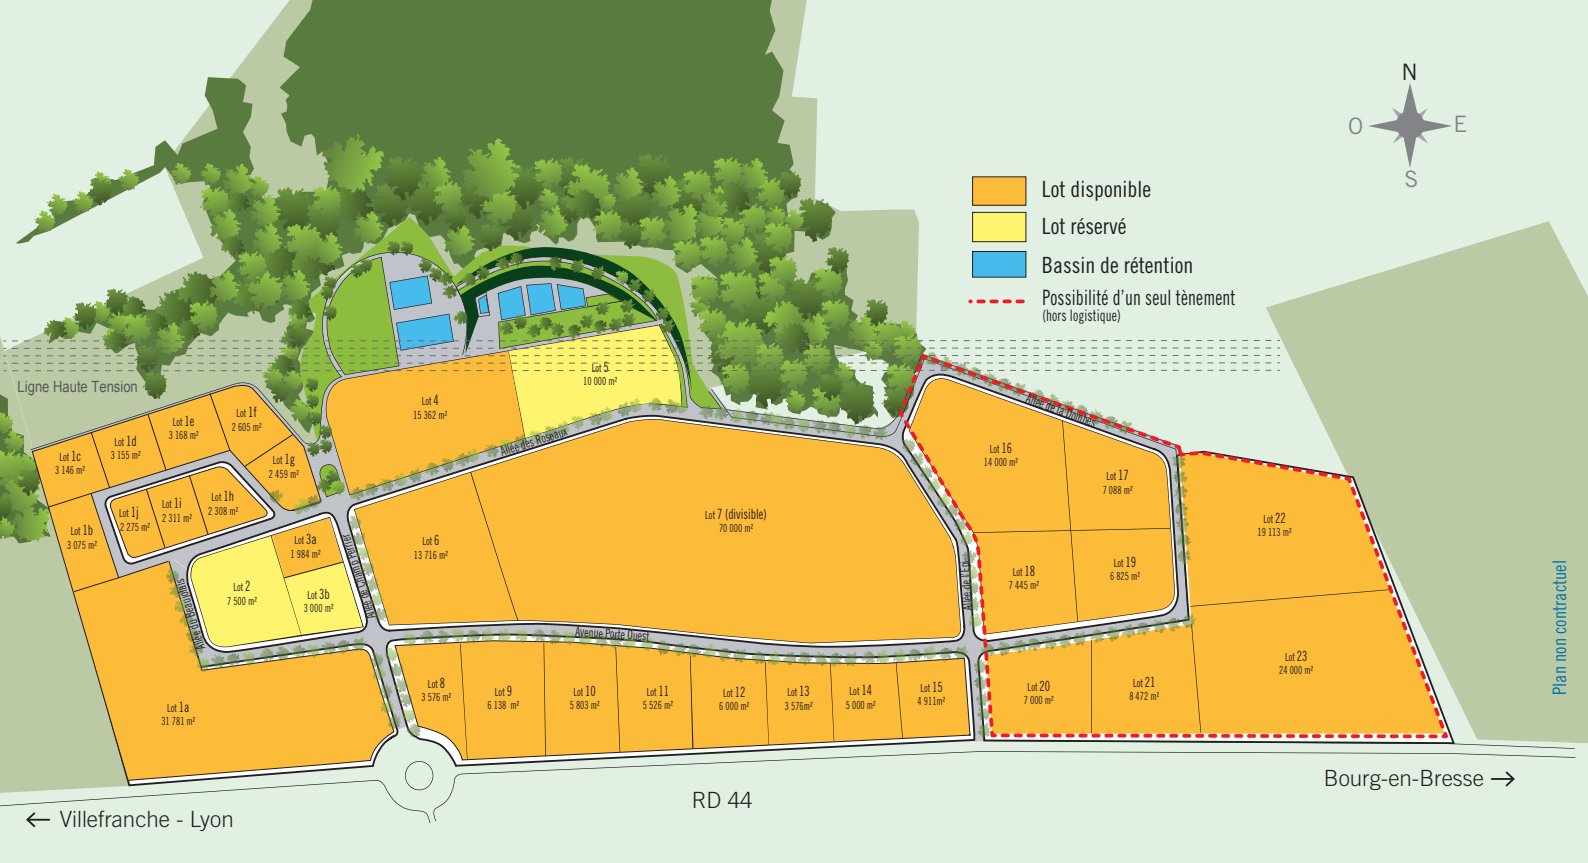 N
O
E
S
Lot disponible
Lot réservé
Bassin de rétention
Possibilité d'un seul tènement
(hors logistique)
Ligne Haute Tension
Lot 5
10 000 m²
Lot 4
15 362 m²
Lot 1f
2 605 m²
Lot 1e
3 168 m²
Lot 1d
3 155 m²
Lot 1c
3 146 m²
Lot 1g
2 459 m²
Lot 1h
2 308 m²
Lot 1i
2 311 m²
Lot 1j
2 275 m²
Lot 1b
3 075 m²
Allée des Roseaux
Allée de la Dombes
Lot 16
14 000 m²
Lot 17
7 088 m²
Lot 7 (divisible)
70 000 m²
Lot 22
19 113 m²
Lot 6
13 716 m²
Lot 3a
1 984 m²
Lot 2
7 500 m²
Lot 3b
3 000 m²
Allée du Beaujolais
Allée de l'Epi
Lot 18
7 445 m²
Lot 19
6 825 m²
Avenue Porte Ouest
Lot 1a
31 781 m²
Lot 8
3 576 m²
Lot 9
6 138 m²
Lot 10
5 803 m²
Lot 11
5 526 m²
Lot 12
6 000 m²
Lot 13
3 576m²
Lot 14
5 000 m²
Lot 15
4 911m²
Lot 20
7 000 m²
Lot 21
8 472 m²
Lot 23
24 000 m²
Plan non contractuel
Bourg-en-Bresse →
RD 44
← Villefranche - Lyon